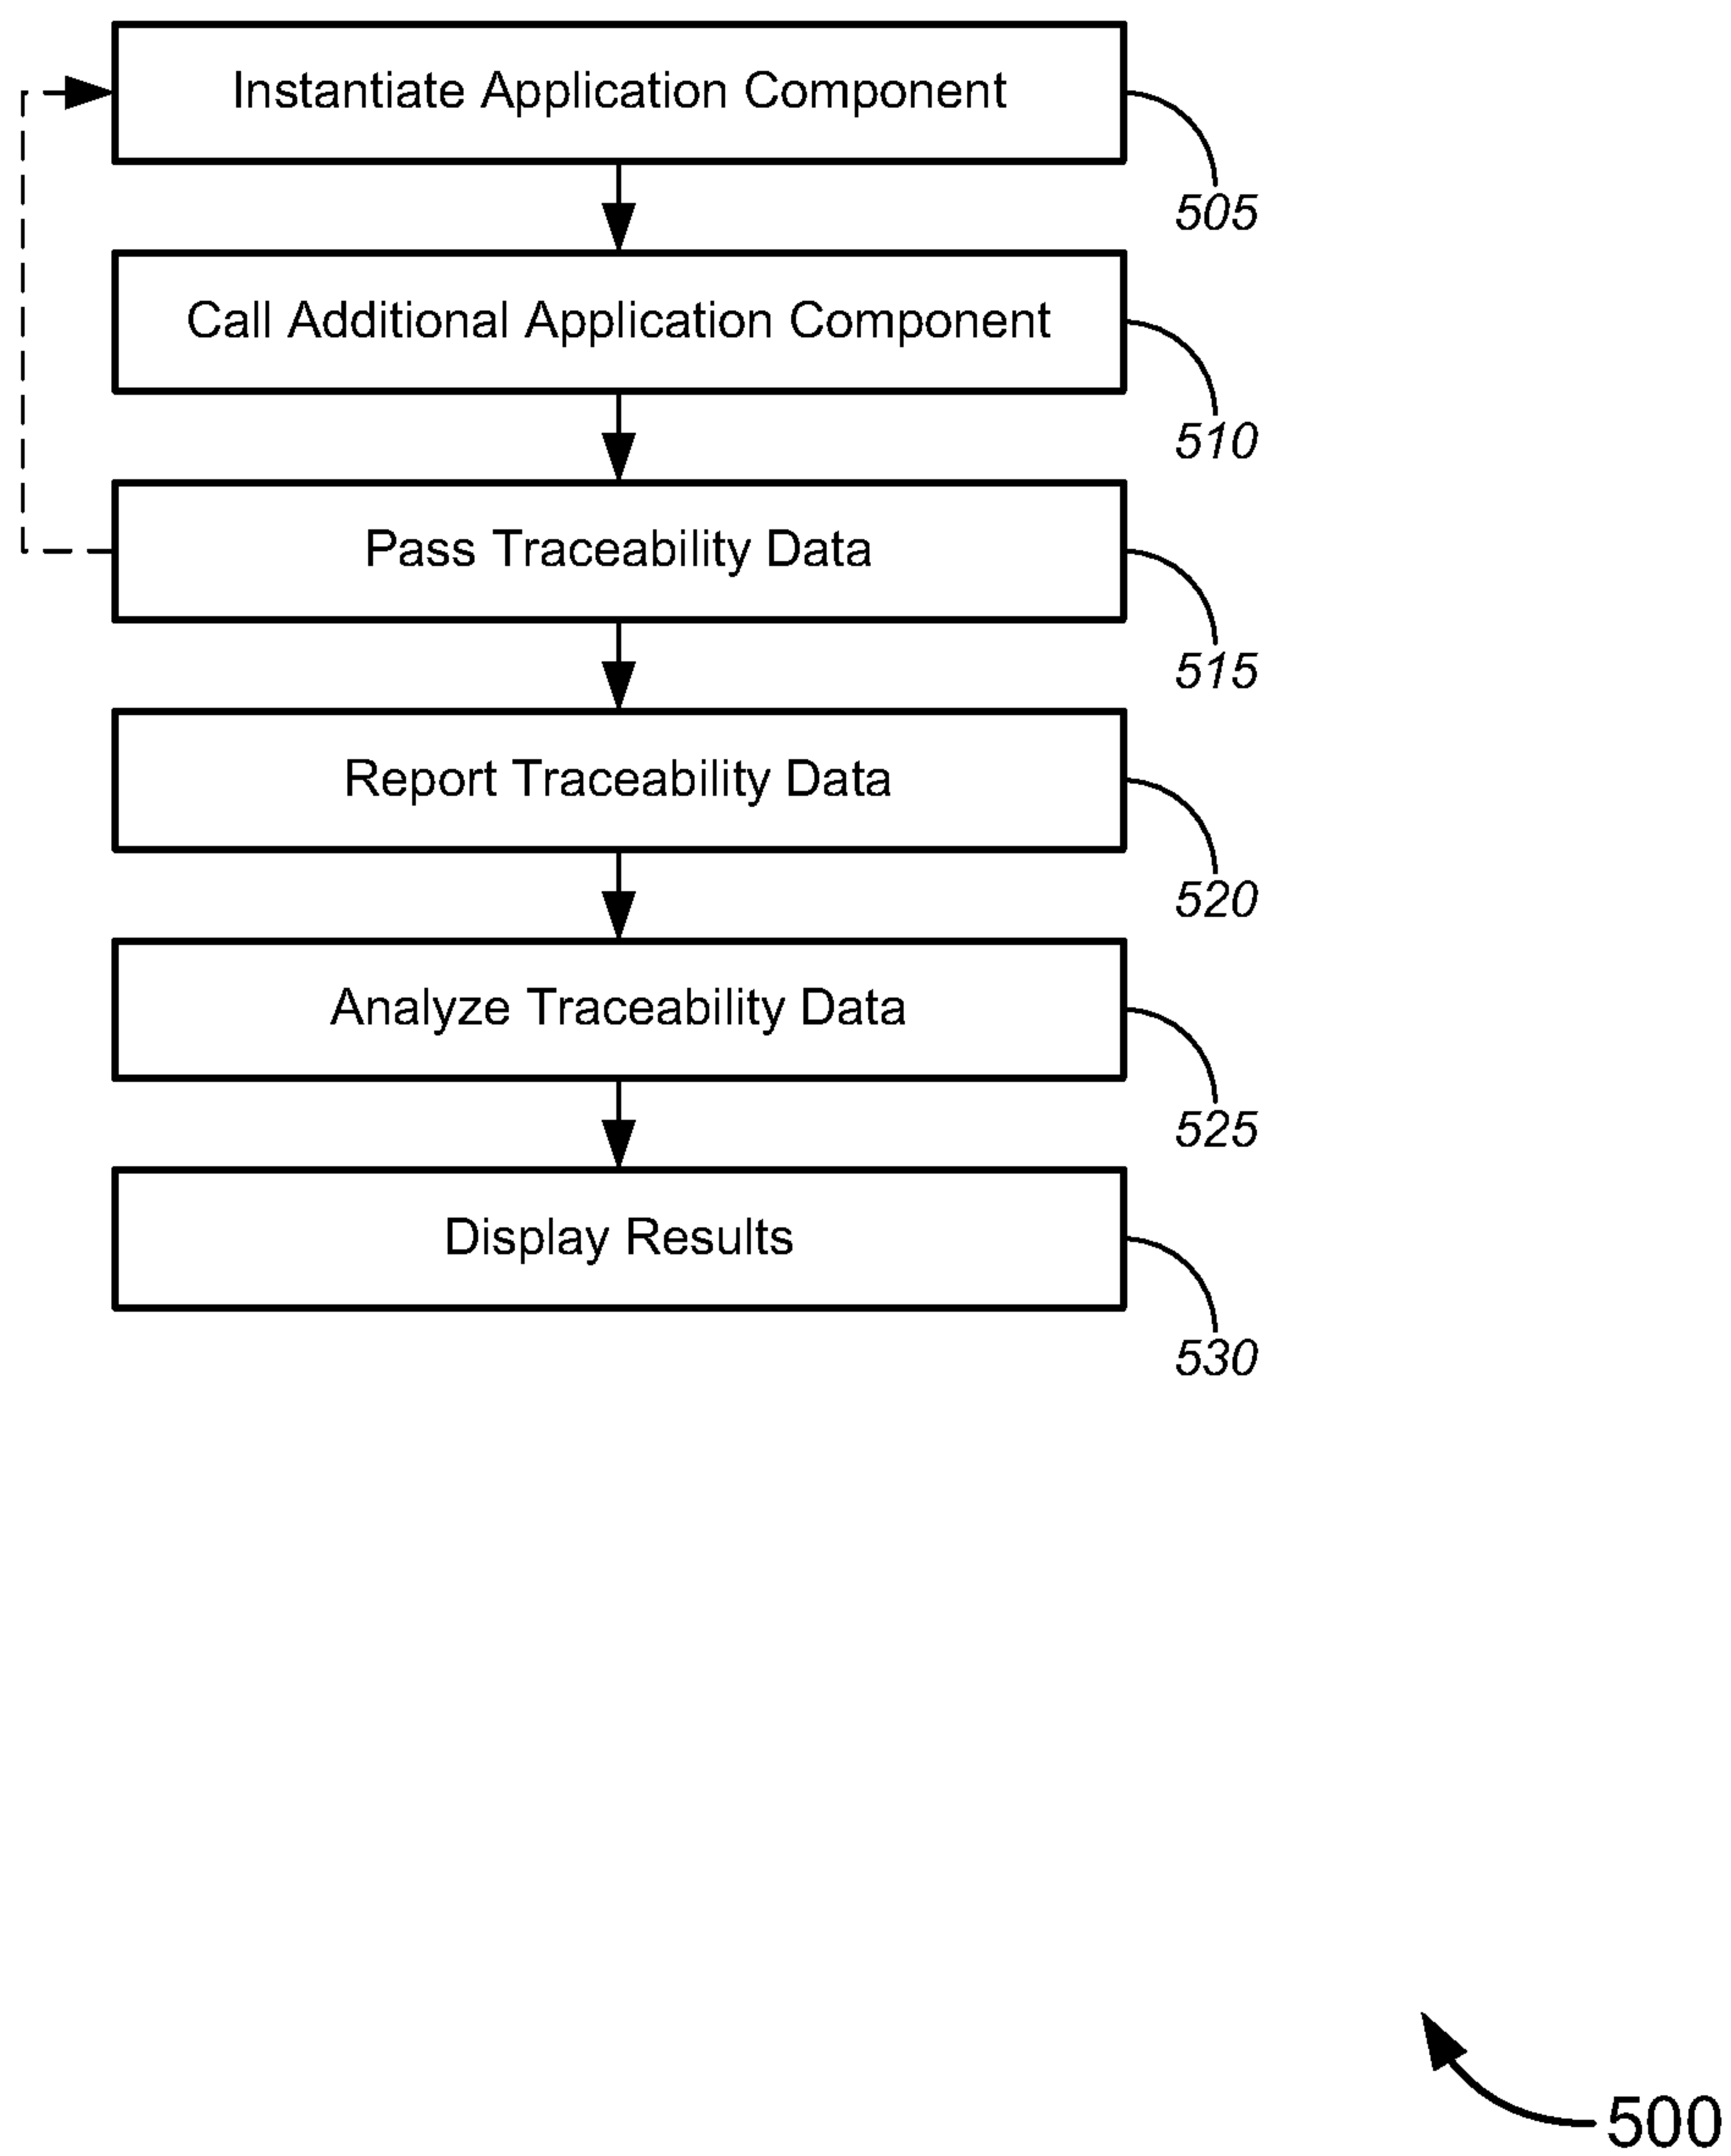 Instantiate Application Component
505
Call Additional Application Component
510
Pass Traceability Data
515
Report Traceability Data
520
Analyze Traceability Data
525
Display Results
530
500